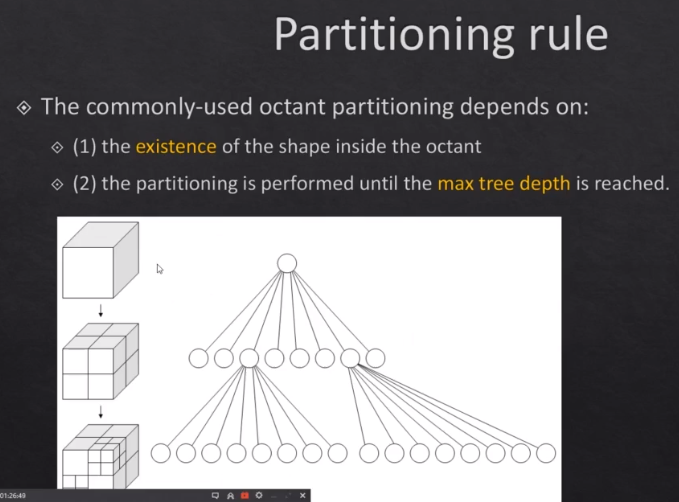 Partitioning rule
The commonly-used octant partitioning depends on:
(1) the existence of the shape inside the octant
(2) the partitioning is performed until the max tree depth is reached.
01:26:49